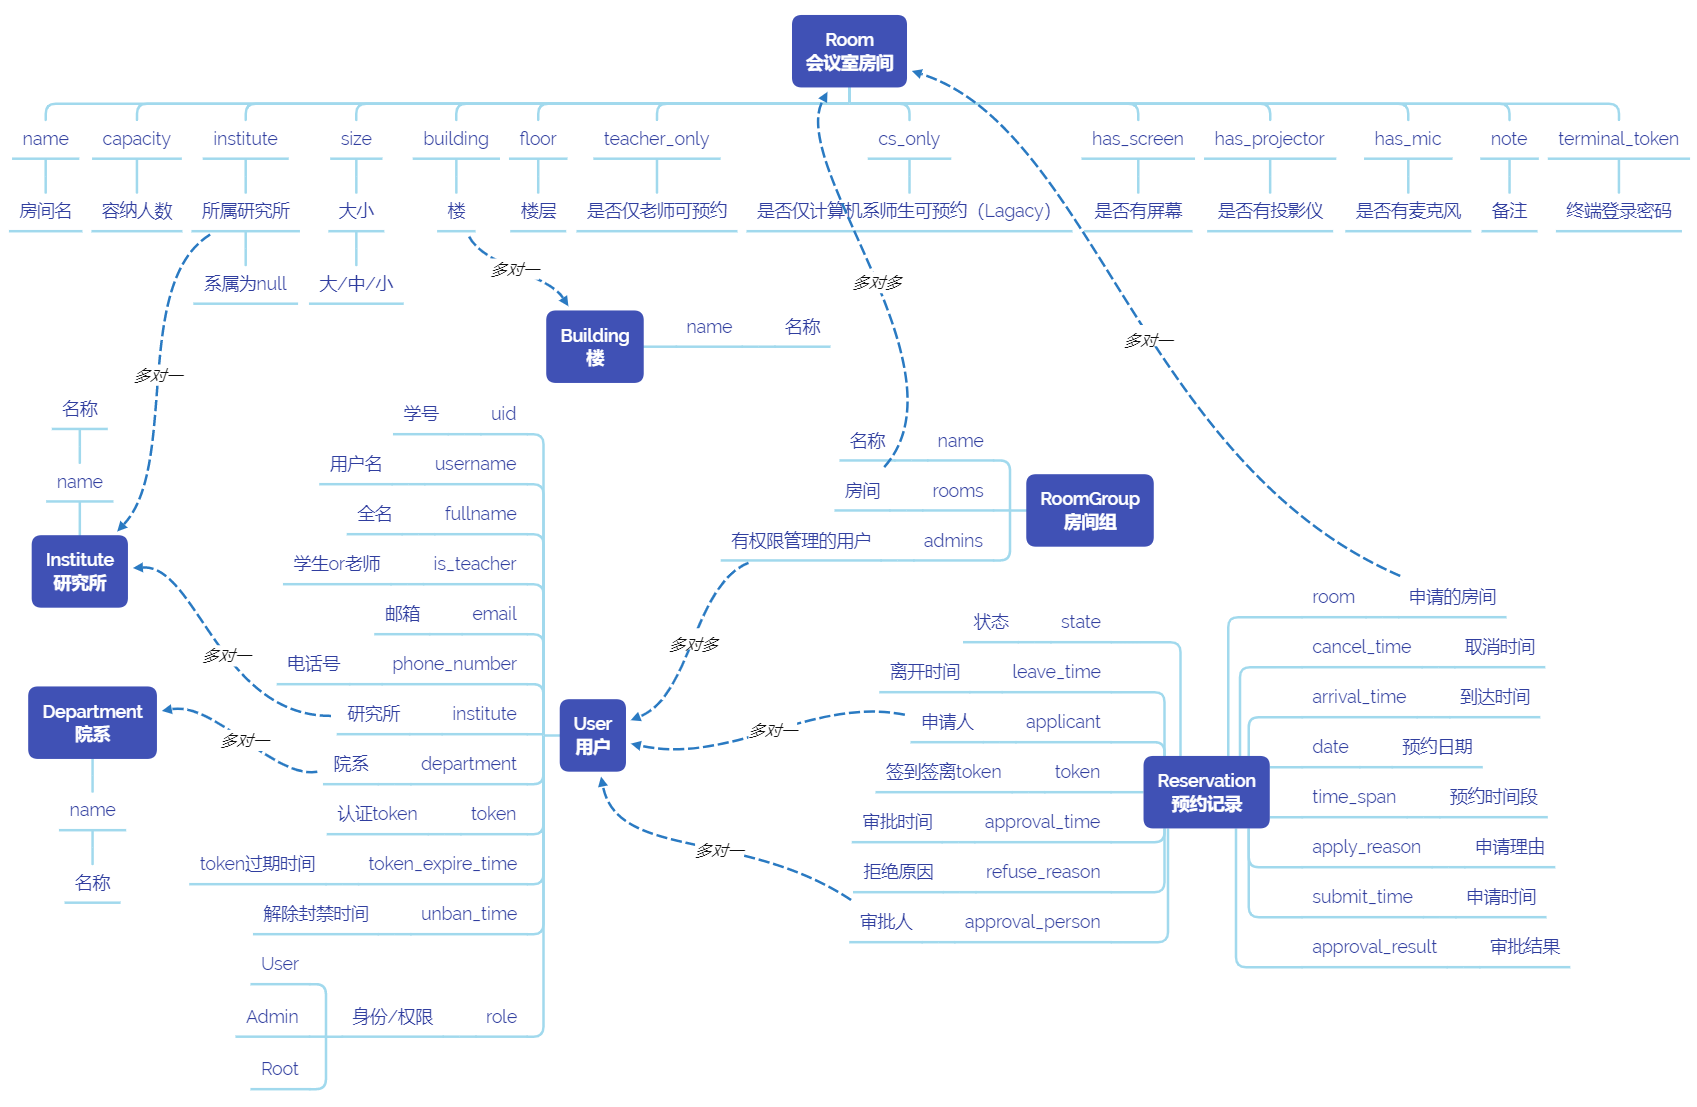 Room
会议室房间
name
capacity
institute
size
building
floor
teacher_only
cs_only
has_screen
has_projector
has_mic
note
terminal_token
房间名
容纳人数
所属研究所
大小
楼
楼层
是否仅老师可预约
是否仅计算机系师生可预约（Lagacy）
是否有屏幕
是否有投影仪
是否有麦克风
备注
终端登录密码
系属为null
大/中/小
多对一
多对多
多对一
多对一
Building
楼
name
名称
名称
name
Institute
研究所
Department
院系
name
名称
学号
uid
用户名
username
全名
fullname
学生or老师
is_teacher
邮箱
email
电话号
phone_number
研究所
institute
院系
department
认证token
token
token过期时间
token_expire_time
解除封禁时间
unban_time
User
Admin
Root
身份/权限
role
多对一
多对一
User
用户
名称
name
房间
rooms
有权限管理的用户
admins
RoomGroup
房间组
多对多
多对一
多对一
状态
state
离开时间
leave_time
申请人
applicant
签到签离token
token
审批时间
approval_time
拒绝原因
refuse_reason
审批人
approval_person
Reservation
预约记录
room
申请的房间
cancel_time
取消时间
arrival_time
到达时间
date
预约日期
time_span
预约时间段
apply_reason
申请理由
submit_time
申请时间
approval_result
审批结果